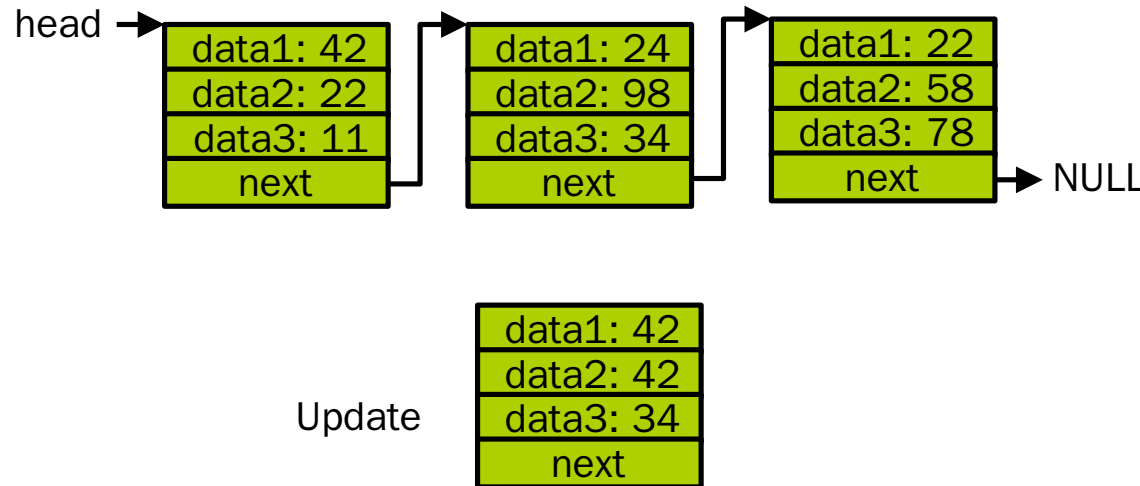 head
data1: 42
data2: 22
data3: 11
next
data1: 24
data2: 98
data3: 34
next
data1: 22
data2: 58
data3: 78
next
NULL
Update
data1: 42
data2: 42
data3: 34
next